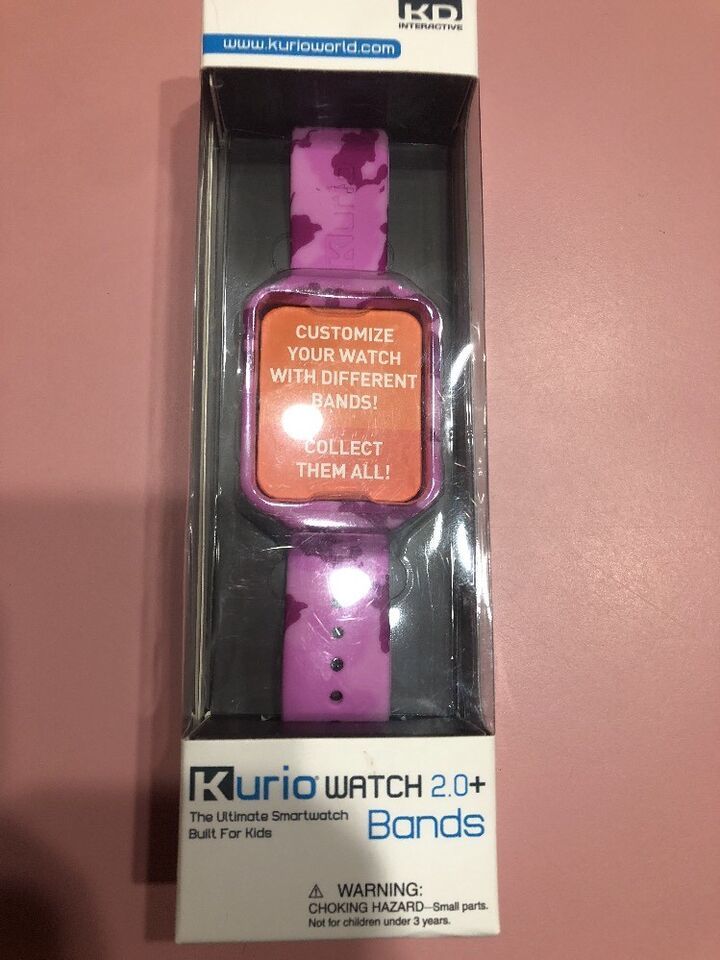 KD
INTERACTIVE
www.kurioworld.com
Kurio
CUSTOMIZE
YOUR WATCH
WITH DIFFERENT
BANDS!
COLLECT
THEM ALL!
Kurio WATCH 2.0+
The Ultimate Smartwatch
Built For Kids
Bands
⚠ WARNING:
CHOKING HAZARD—Small parts.
Not for children under 3 years.